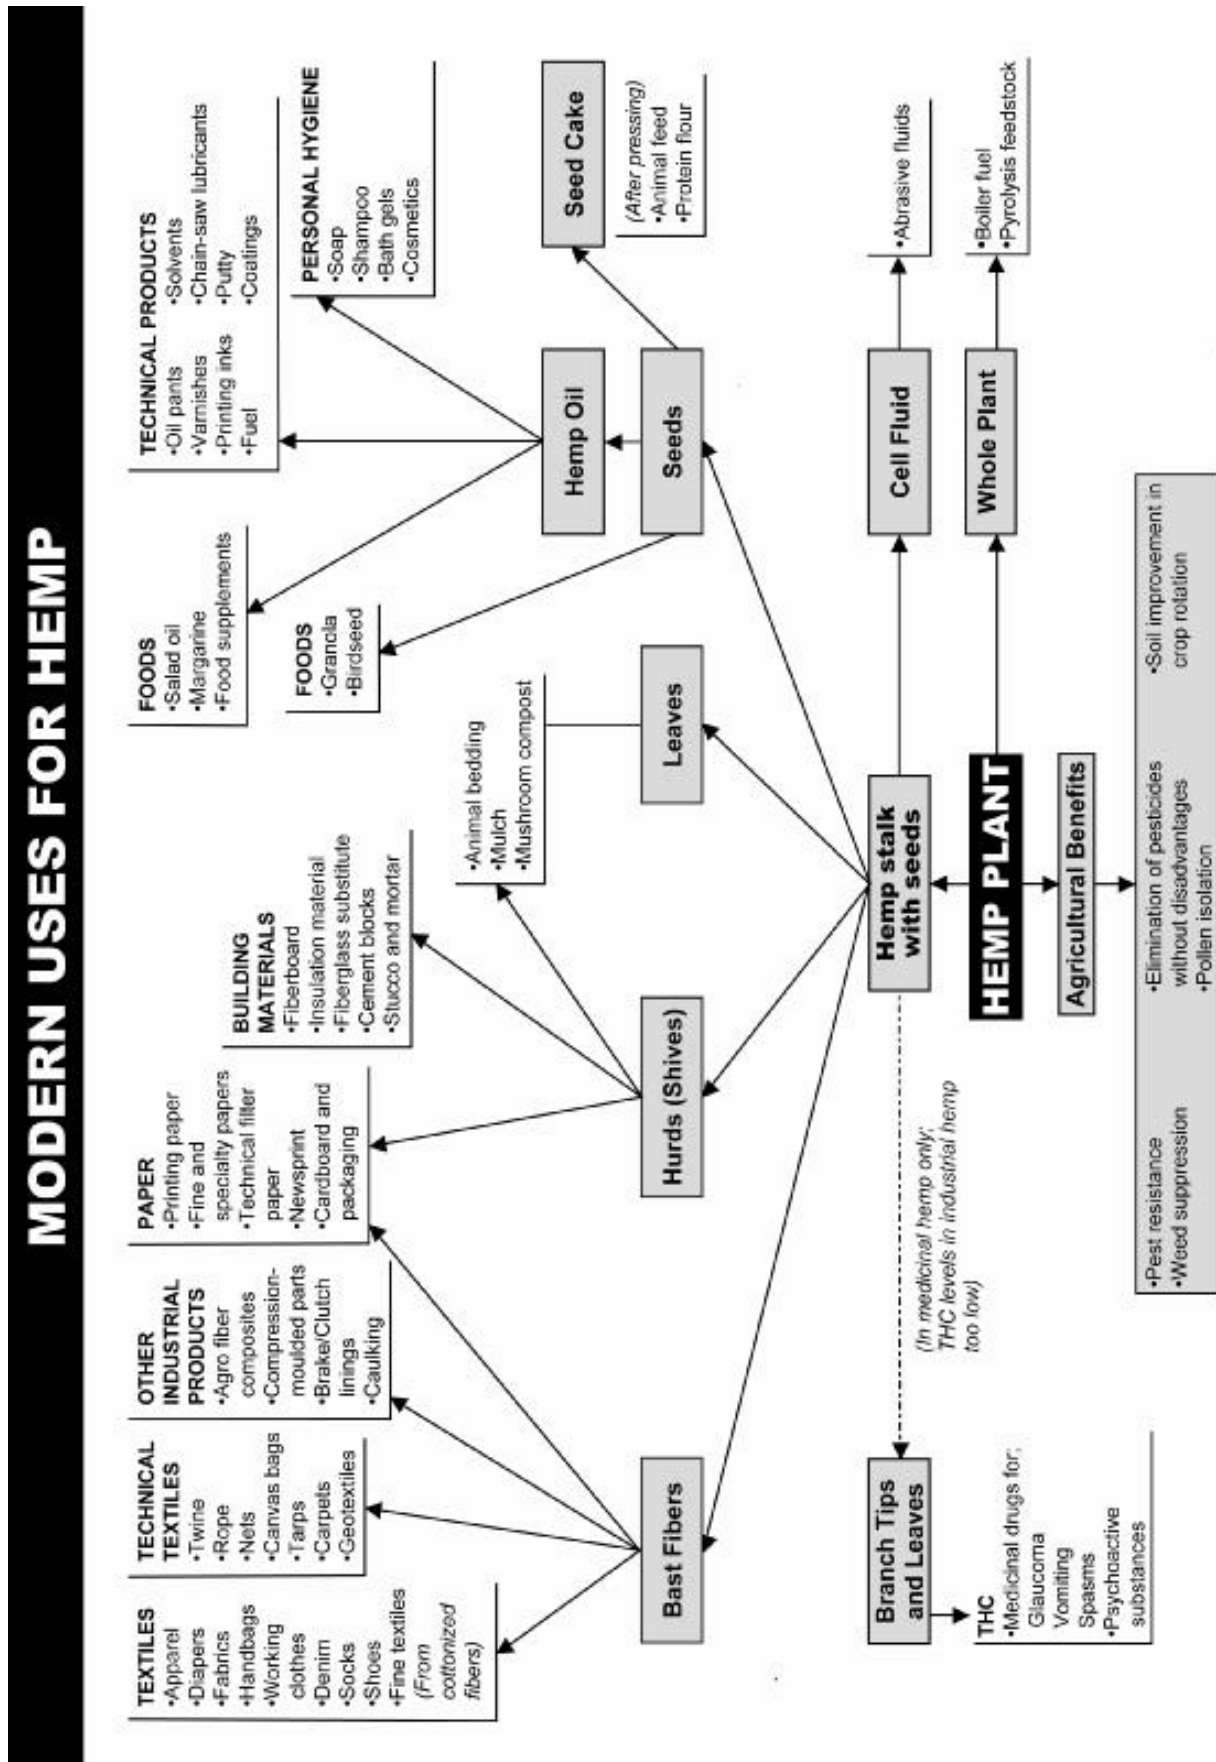 MODERN USES FOR HEMP
TEXTILES
•Apparel
•Diapers
•Fabrics
•Handbags
•Working
clothes
•Denim
•Socks
•Shoes
•Fine textiles
(From
cottonized
fibers)
TECHNICAL
TEXTILES
•Twine
•Rope
•Nets
•Canvas bags
•Tarps
•Carpets
•Geotextiles
OTHER
INDUSTRIAL
PRODUCTS
•Agro fiber
composites
•Compression-
moulded parts
•Brake/Clutch
linings
•Caulking
PAPER
•Printing paper
•Fine and
specialty papers
•Technical filter
paper
•Newsprint
•Cardboard and
packaging
BUILDING
MATERIALS
•Fiberboard
•Insulation material
•Fiberglass substitute
•Cement blocks
•Stucco and mortar
•Animal bedding
•Mulch
•Mushroom compost
FOODS
•Salad oil
•Margarine
•Food supplements
FOODS
•Granola
•Birdseed
TECHNICAL PRODUCTS
•Oil pants
•Varnishes
•Printing inks
•Fuel
•Solvents
•Chain-saw lubricants
•Putty
•Coatings
PERSONAL HYGIENE
•Soap
•Shampoo
•Bath gels
•Cosmetics
Hemp Oil
Seed Cake
(After pressing)
•Animal feed
•Protein flour
Bast Fibers
Hurds (Shives)
Leaves
Seeds
Branch Tips
and Leaves
(In medicinal hemp only;
THC levels in industrial hemp
too low)
Hemp stalk
with seeds
Cell Fluid
•Abrasive fluids
THC
•Medicinal drugs for;
Glaucoma
Vomiting
Spasms
•Psychoactive
substances
HEMP PLANT
Whole Plant
•Boiler fuel
•Pyrolysis feedstock
Agricultural Benefits
•Pest resistance
•Weed suppression
•Elimination of pesticides
without disadvantages
•Pollen isolation
•Soil improvement in
crop rotation